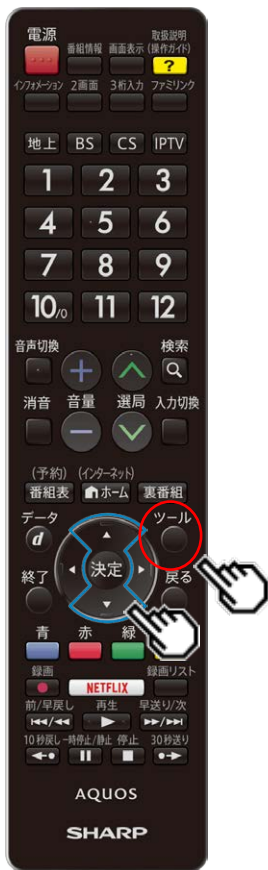 電源
取扱説明
番組情報 画面表示 (操作ガイド)
?
インフォメーション 2画面 3桁入力 ファミリンク
地上 BS CS IPTV
1 2 3
4 5 6
7 8 9
10/0 11 12
音声切換 検索
+
消音 音量 選局 入力切換
−
(予約) (インターネット)
番組表 ホーム 裏番組
データ ツール
d
決定
終了 戻る
青 赤 緑
録画 録画リスト
NETFLIX
前/早戻し 再生 早送り/次
10秒戻し 一時停止/静止 停止 30秒送り
AQUOS
SHARP